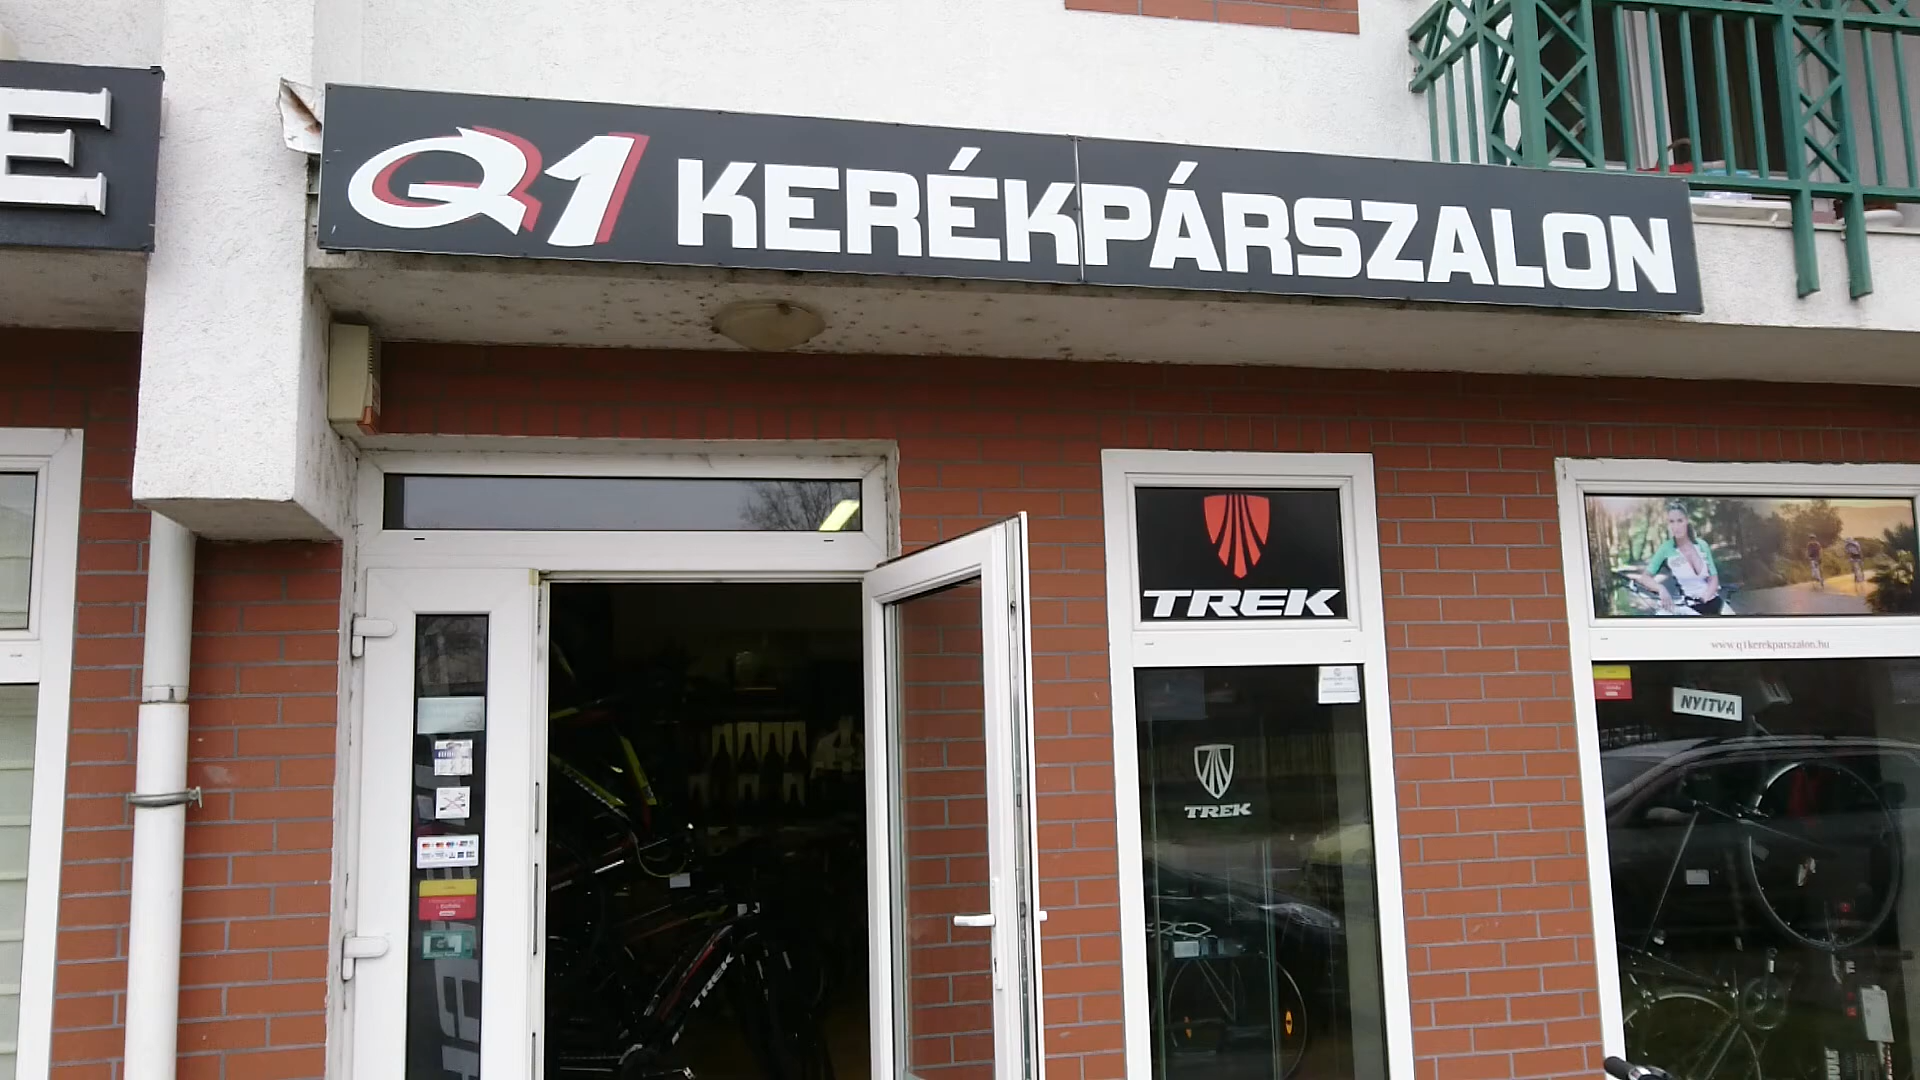 E
Q1 KERÉKPÁRSZALON
TREK
www.q1kerekparszalon.hu
NYITVA
TREK
TREK